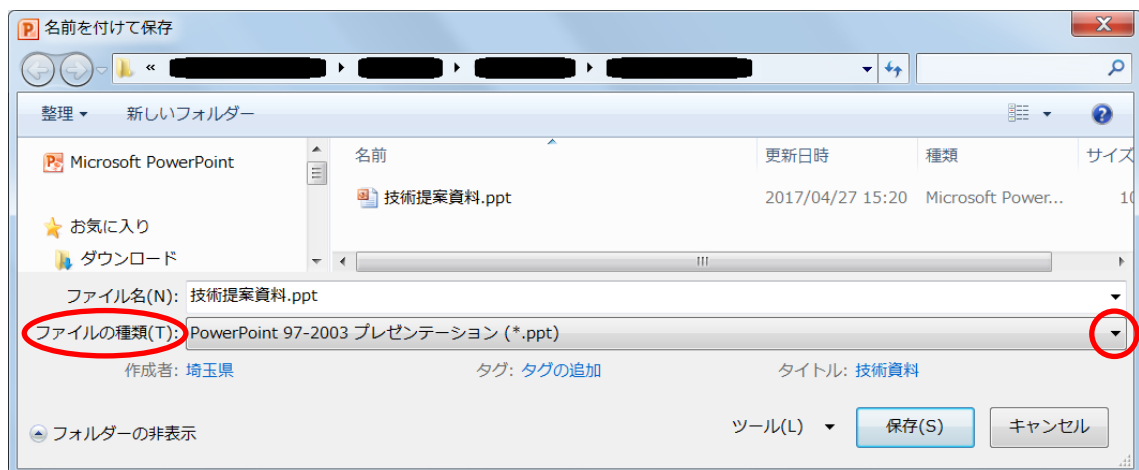 名前を付けて保存
«
整理 新しいフォルダー
名前 更新日時 種類 サイズ
Microsoft PowerPoint
技術提案資料.ppt 2017/04/27 15:20 Microsoft Power... 10
お気に入り
ダウンロード
ファイル名(N): 技術提案資料.ppt
ファイルの種類(T): PowerPoint 97-2003 プレゼンテーション (*.ppt)
作成者: 埼玉県 タグ: タグの追加 タイトル: 技術資料
フォルダーの非表示 ツール(L) 保存(S) キャンセル